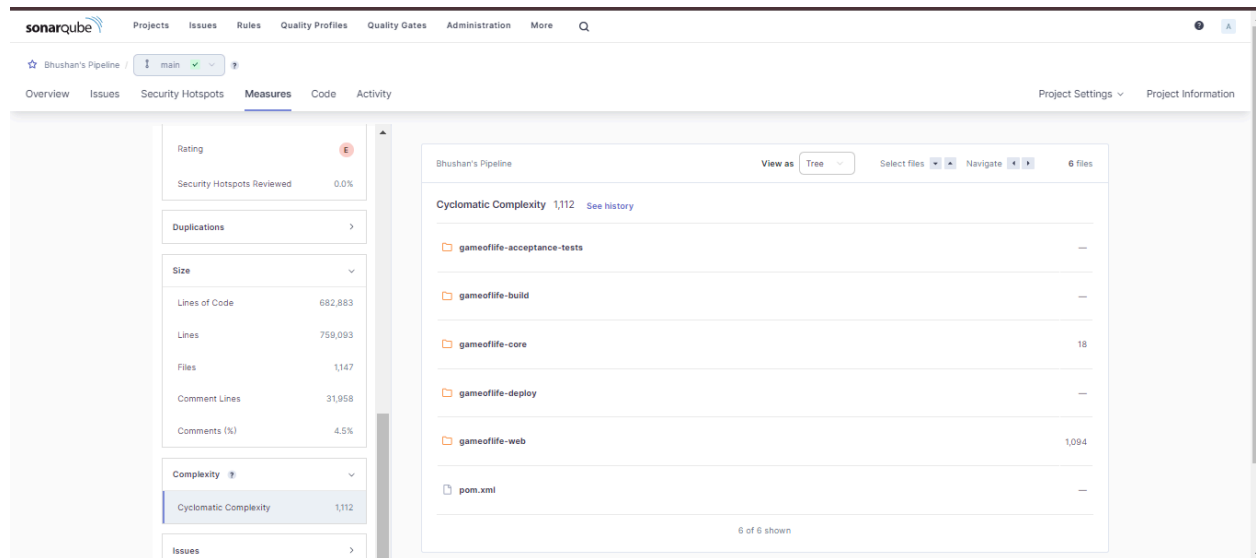 sonarqube Projects Issues Rules Quality Profiles Quality Gates Administration More A
Bhushan's Pipeline / main ?
Overview Issues Security Hotspots Measures Code Activity Project Settings Project Information
Rating E
Security Hotspots Reviewed 0.0%
Duplications
Size
Lines of Code 682,883
Lines 759,093
Files 1,147
Comment Lines 31,958
Comments (%) 4.5%
Complexity ?
Cyclomatic Complexity 1,112
Issues
Bhushan's Pipeline View as Tree Select files Navigate 6 files
Cyclomatic Complexity 1,112 See history
gameoflife-acceptance-tests —
gameoflife-build —
gameoflife-core 18
gameoflife-deploy —
gameoflife-web 1,094
pom.xml —
6 of 6 shown